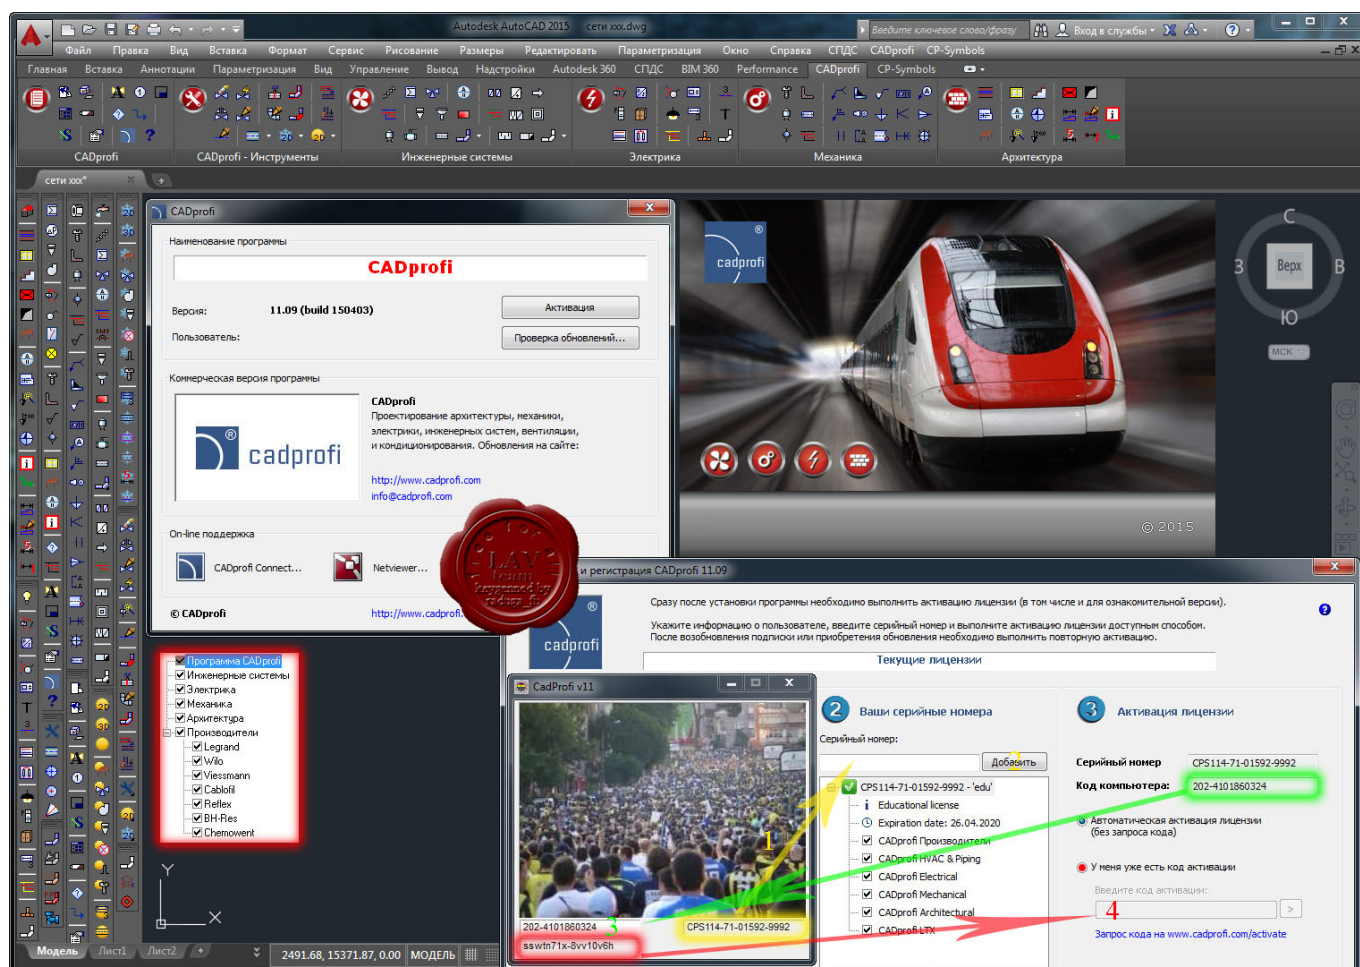 Autodesk AutoCAD 2015 сети xxx.dwg
Введите ключевое слово/фразу
Вход в службы
Файл Правка Вид Вставка Формат Сервис Рисование Размеры Редактировать Параметризация Окно Справка СПДС CADprofi CP-Symbols
Главная Вставка Аннотации Параметризация Вид Управление Вывод Надстройки Autodesk 360 СПДС BIM 360 Performance CADprofi CP-Symbols
CADprofi CADprofi - Инструменты Инженерные системы Электрика Механика Архитектура
сети xxx*
CADprofi
Наименование программы
CADprofi
Версия: 11.09 (build 150403) Активация
Пользователь: Проверка обновлений...
Коммерческая версия программы
cadprofi
CADprofi
Проектирование архитектуры, механики,
электрики, инженерных систем, вентиляции,
и кондиционирования. Обновления на сайте:
http://www.cadprofi.com
info@cadprofi.com
On-line поддержка
CADprofi Connect... Netviewer...
© CADprofi http://www.cadprofi.
LAV
team
keygenned by
cadprofi
© 2015
С
З Верх В
Ю
МСК
Программа CADprofi
Инженерные системы
Электрика
Механика
Архитектура
Производители
Legrand
Wilo
Viessmann
Cablofil
Reflex
BH-Res
Chemowent
и регистрация CADprofi 11.09
Сразу после установки программы необходимо выполнить активацию лицензии (в том числе и для ознакомительной версии).
Укажите информацию о пользователе, введите серийный номер и выполните активацию лицензии доступным способом.
После возобновления подписки или приобретения обновления необходимо выполнить повторную активацию.
cadprofi
Текущие лицензии
CadProfi v11
202-4101860324 3 CPS114-71-01592-9992
sswtn71x-8vv10v6h
1
2 Ваши серийные номера
Серийный номер:
Добавить
2
CPS114-71-01592-9992 - 'edu'
Educational license
Expiration date: 26.04.2020
CADprofi Производители
CADprofi HVAC & Piping
CADprofi Electrical
CADprofi Mechanical
CADprofi Architectural
CADprofi LTX
3 Активация лицензии
Серийный номер CPS114-71-01592-9992
Код компьютера: 202-4101860324
Автоматическая активация лицензии
(без запроса кода)
У меня уже есть код активации
Введите код активации:
4 >
Запрос кода на www.cadprofi.com/activate
Y
X
Модель Лист1 Лист2 +
2491.68, 15371.87, 0.00 МОДЕЛЬ